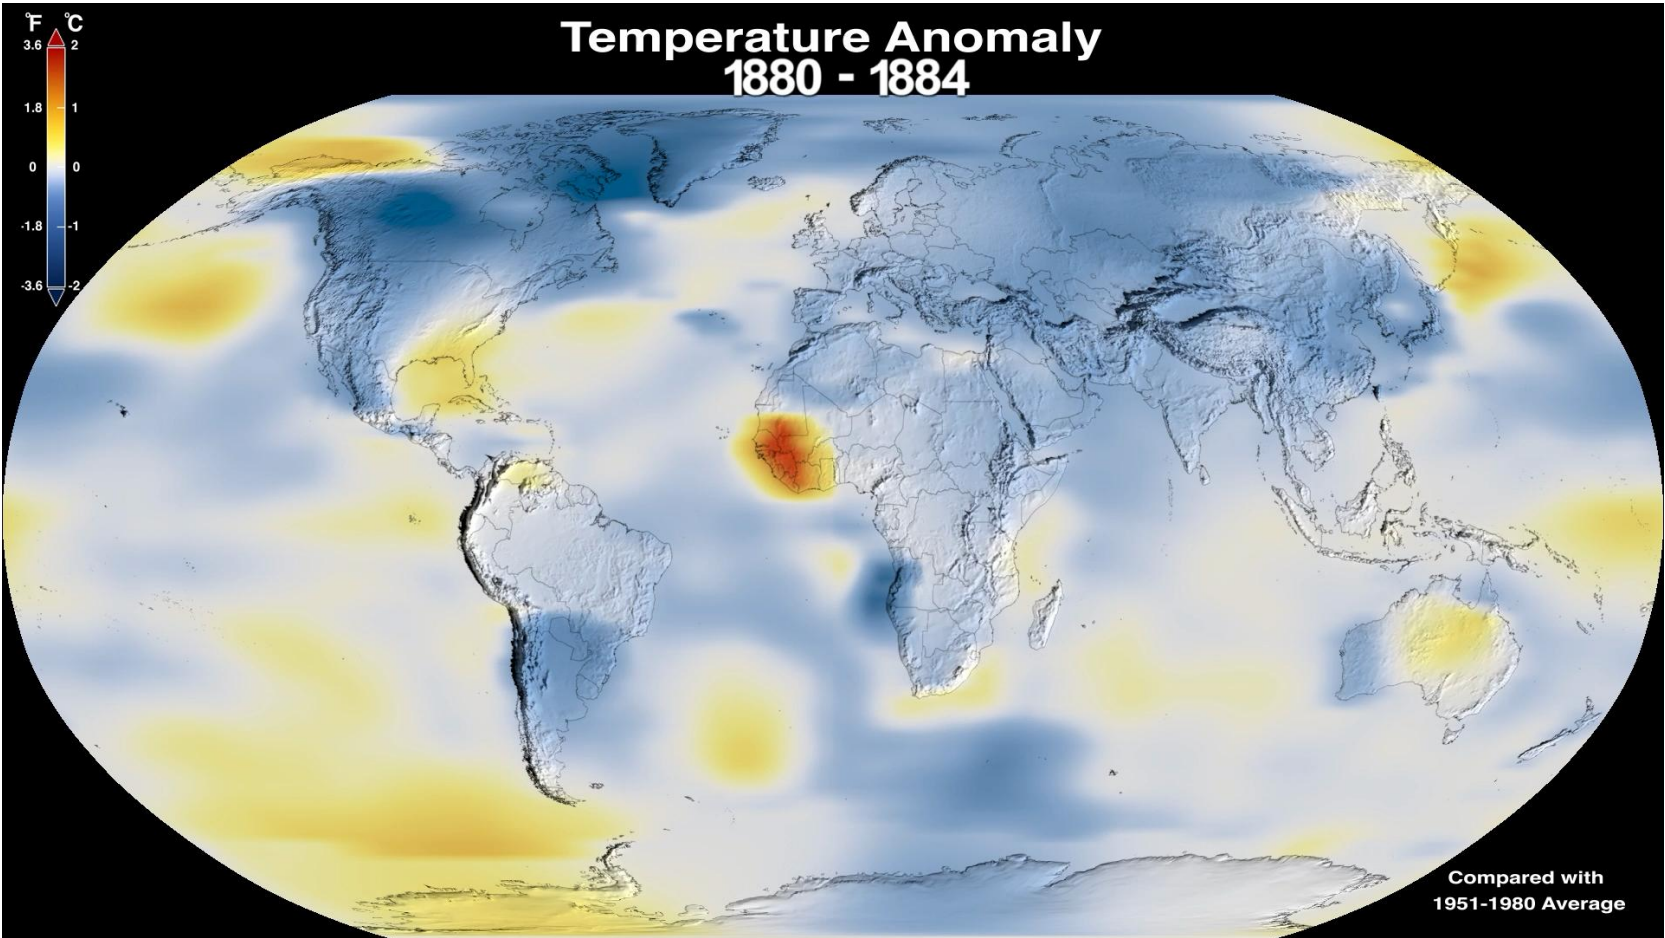 Temperature Anomaly
1880 - 1884
°F °C
3.6 2
1.8 1
0 0
-1.8 -1
-3.6 -2
Compared with
1951-1980 Average